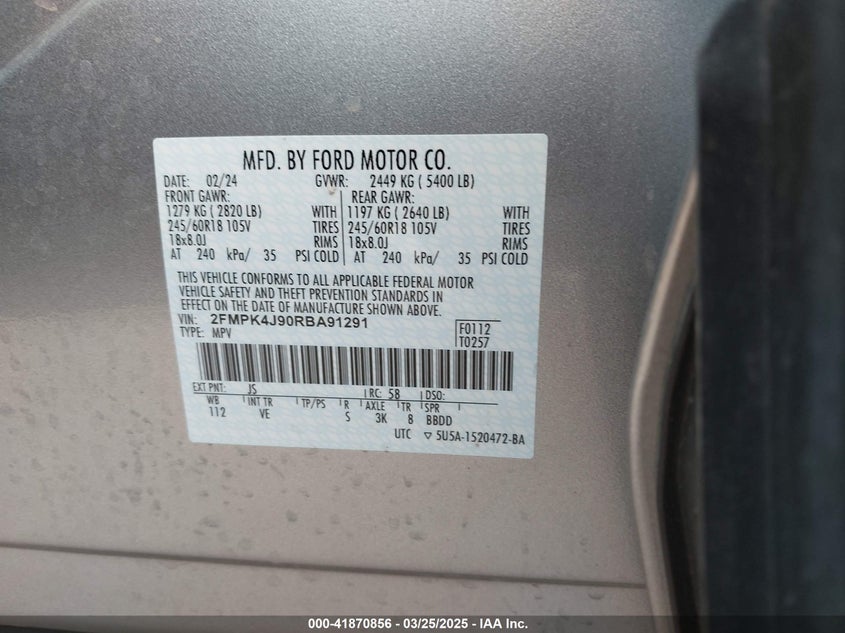 MFD. BY FORD MOTOR CO.
DATE: 02/24 GVWR: 2449 KG ( 5400 LB)
FRONT GAWR: REAR GAWR:
1279 KG ( 2820 LB) WITH 1197 KG ( 2640 LB) WITH
245/60R18 105V TIRES 245/60R18 105V TIRES
18x8.0J RIMS 18x8.0J RIMS
AT 240 kPa/ 35 PSI COLD AT 240 kPa/ 35 PSI COLD
THIS VEHICLE CONFORMS TO ALL APPLICABLE FEDERAL MOTOR
VEHICLE SAFETY AND THEFT PREVENTION STANDARDS IN
EFFECT ON THE DATE OF MANUFACTURE SHOWN ABOVE.
VIN: 2FMPK4J90RBA91291 F0112
TYPE: MPV T0257
EXT PNT: JS RC: 58 DSO:
WB INT TR TP/PS R AXLE TR SPR
112 VE S 3K 8 BBDD
UTC ▽ 5U5A-1520472-BA
000-41870856 - 03/25/2025 - IAA Inc.